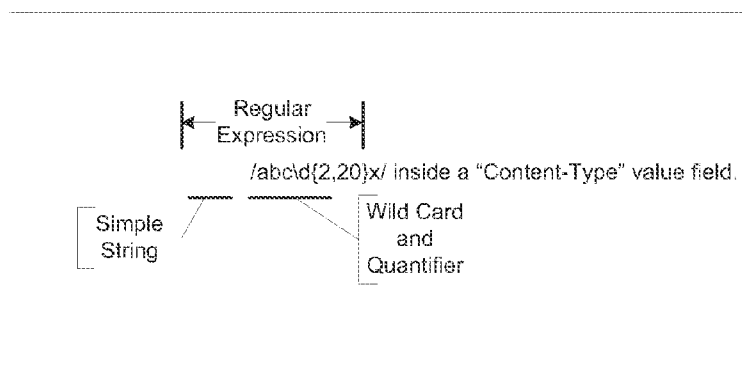 Regular
Expression
/abc\d{2,20}x/ inside a “Content-Type” value field.
Simple
String
Wild Card
and
Quantifier